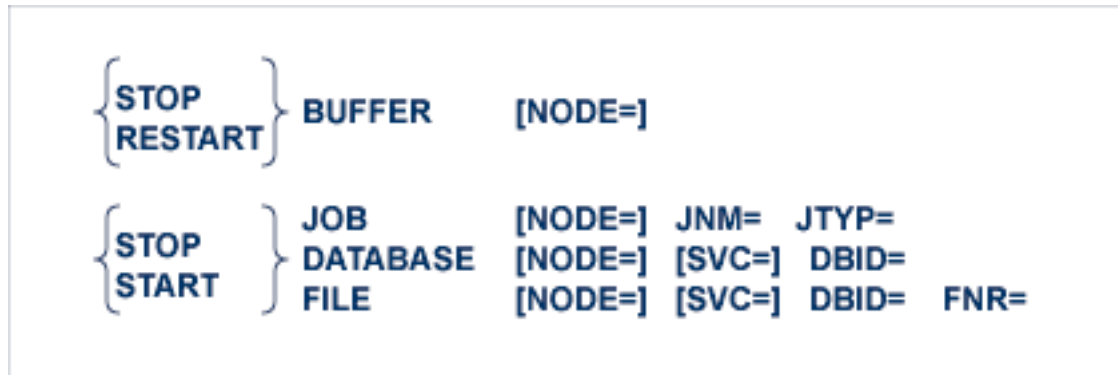 STOP
RESTART
BUFFER [NODE=]
STOP
START
JOB [NODE=] JNM= JTYP=
DATABASE [NODE=] [SVC=] DBID=
FILE [NODE=] [SVC=] DBID= FNR=